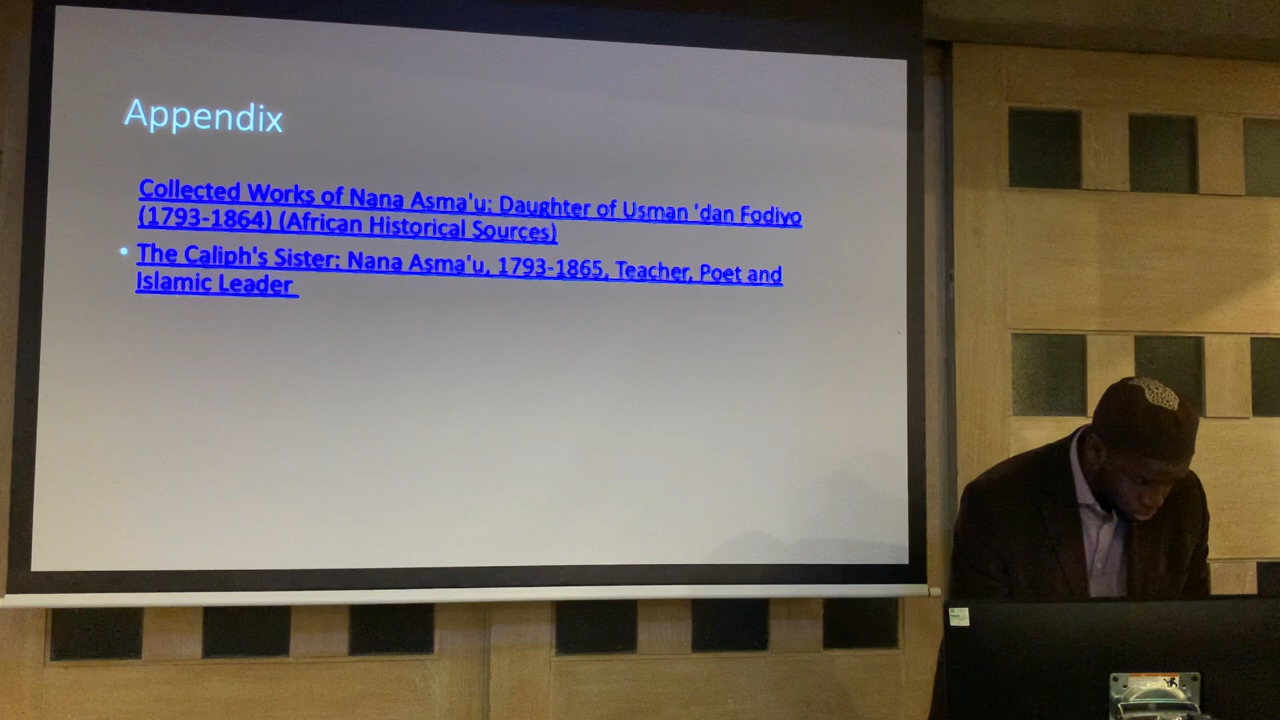 Appendix
Collected Works of Nana Asma'u: Daughter of Usman 'dan Fodiyo
(1793-1864) (African Historical Sources)
• The Caliph's Sister: Nana Asma'u, 1793-1865, Teacher, Poet and
Islamic Leader